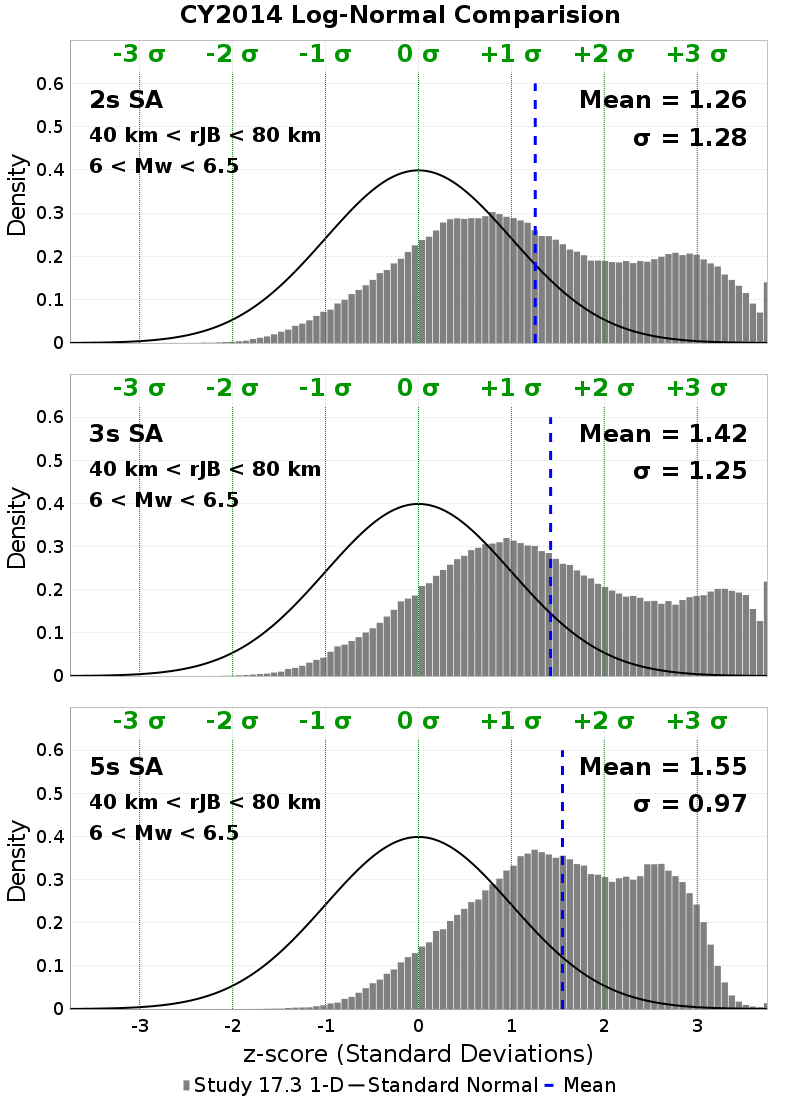 CY2014 Log-Normal Comparision
-3 σ -2 σ -1 σ 0 σ +1 σ +2 σ +3 σ
2s SA
40 km < rJB < 80 km
6 < Mw < 6.5
Mean = 1.26
σ = 1.28
Density
0.6
0.5
0.4
0.3
0.2
0.1
0
-3 σ -2 σ -1 σ 0 σ +1 σ +2 σ +3 σ
3s SA
40 km < rJB < 80 km
6 < Mw < 6.5
Mean = 1.42
σ = 1.25
Density
0.6
0.5
0.4
0.3
0.2
0.1
0
-3 σ -2 σ -1 σ 0 σ +1 σ +2 σ +3 σ
5s SA
40 km < rJB < 80 km
6 < Mw < 6.5
Mean = 1.55
σ = 0.97
Density
0.6
0.5
0.4
0.3
0.2
0.1
0
-3 -2 -1 0 1 2 3
z-score (Standard Deviations)
Study 17.3 1-D Standard Normal Mean